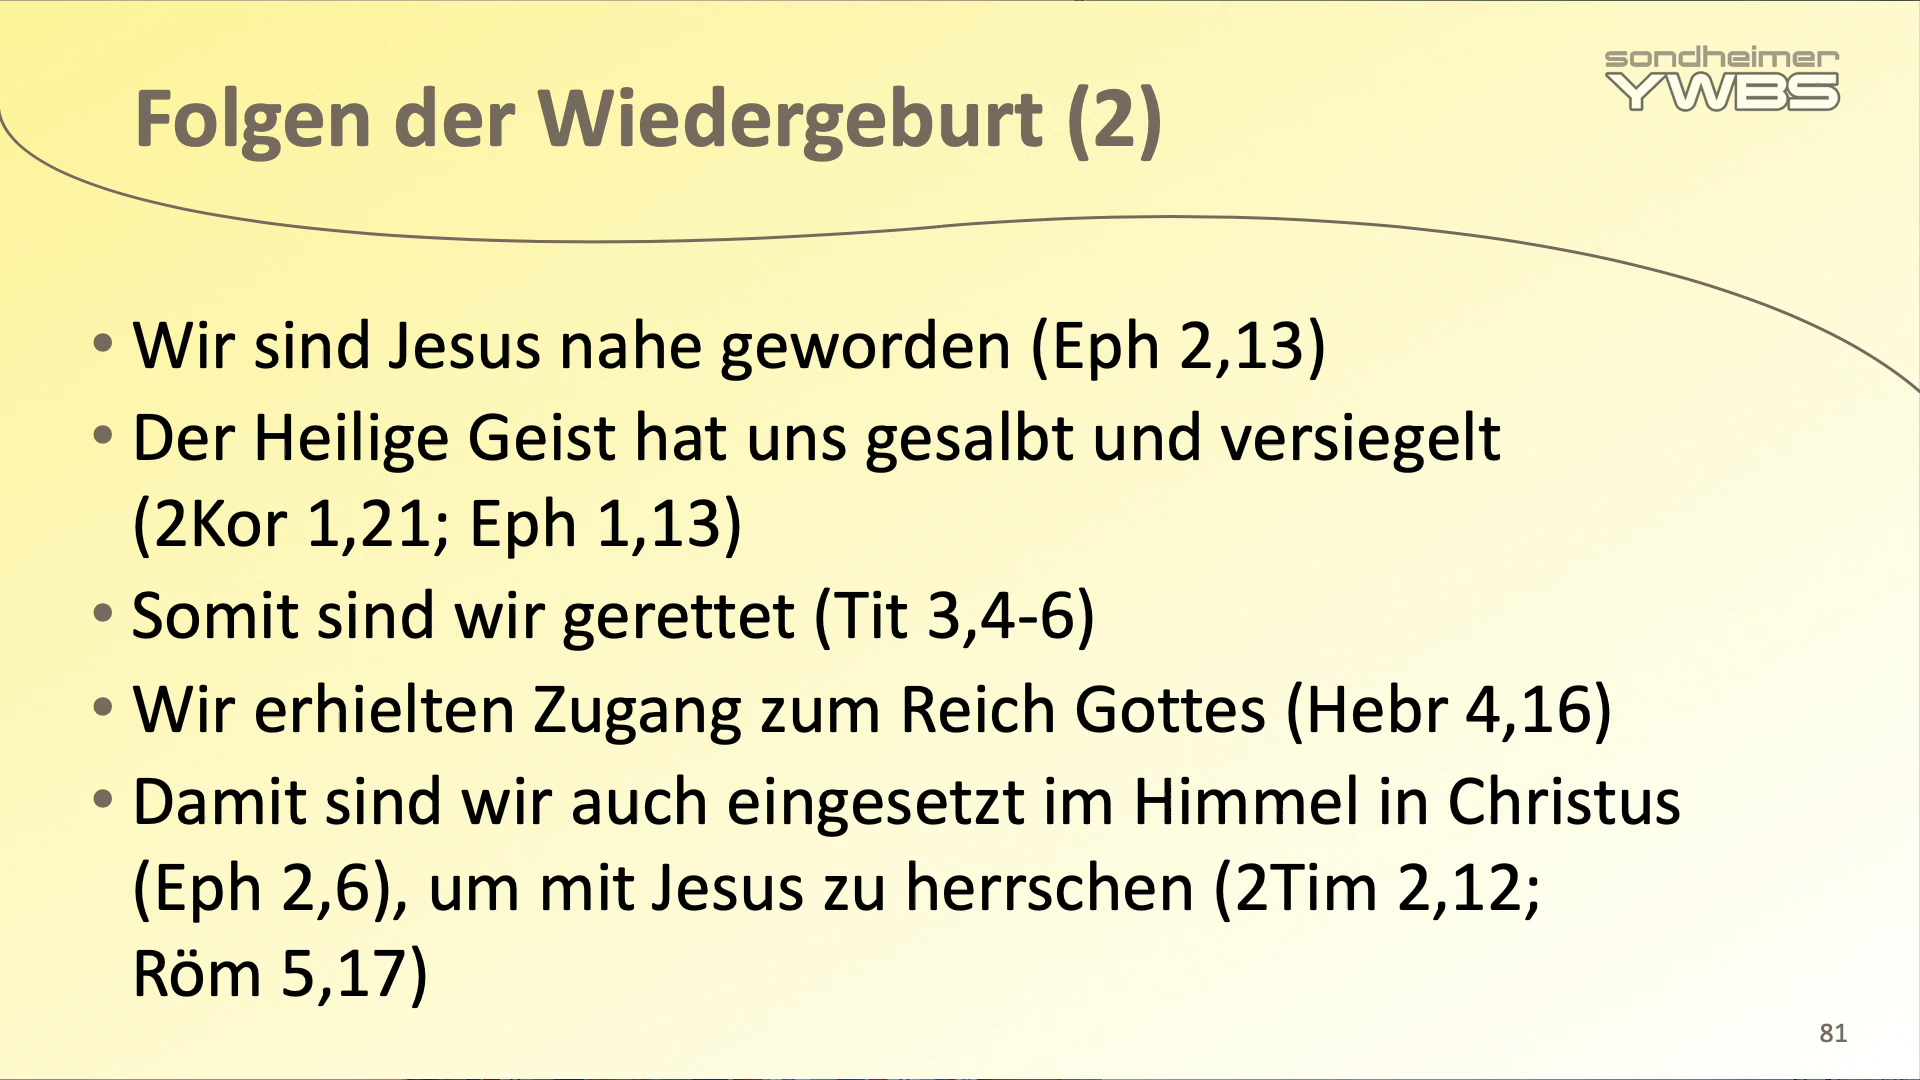 sondheimer
YWBS
Folgen der Wiedergeburt (2)
• Wir sind Jesus nahe geworden (Eph 2,13)
• Der Heilige Geist hat uns gesalbt und versiegelt
(2Kor 1,21; Eph 1,13)
• Somit sind wir gerettet (Tit 3,4-6)
• Wir erhielten Zugang zum Reich Gottes (Hebr 4,16)
• Damit sind wir auch eingesetzt im Himmel in Christus
(Eph 2,6), um mit Jesus zu herrschen (2Tim 2,12;
Röm 5,17)
81